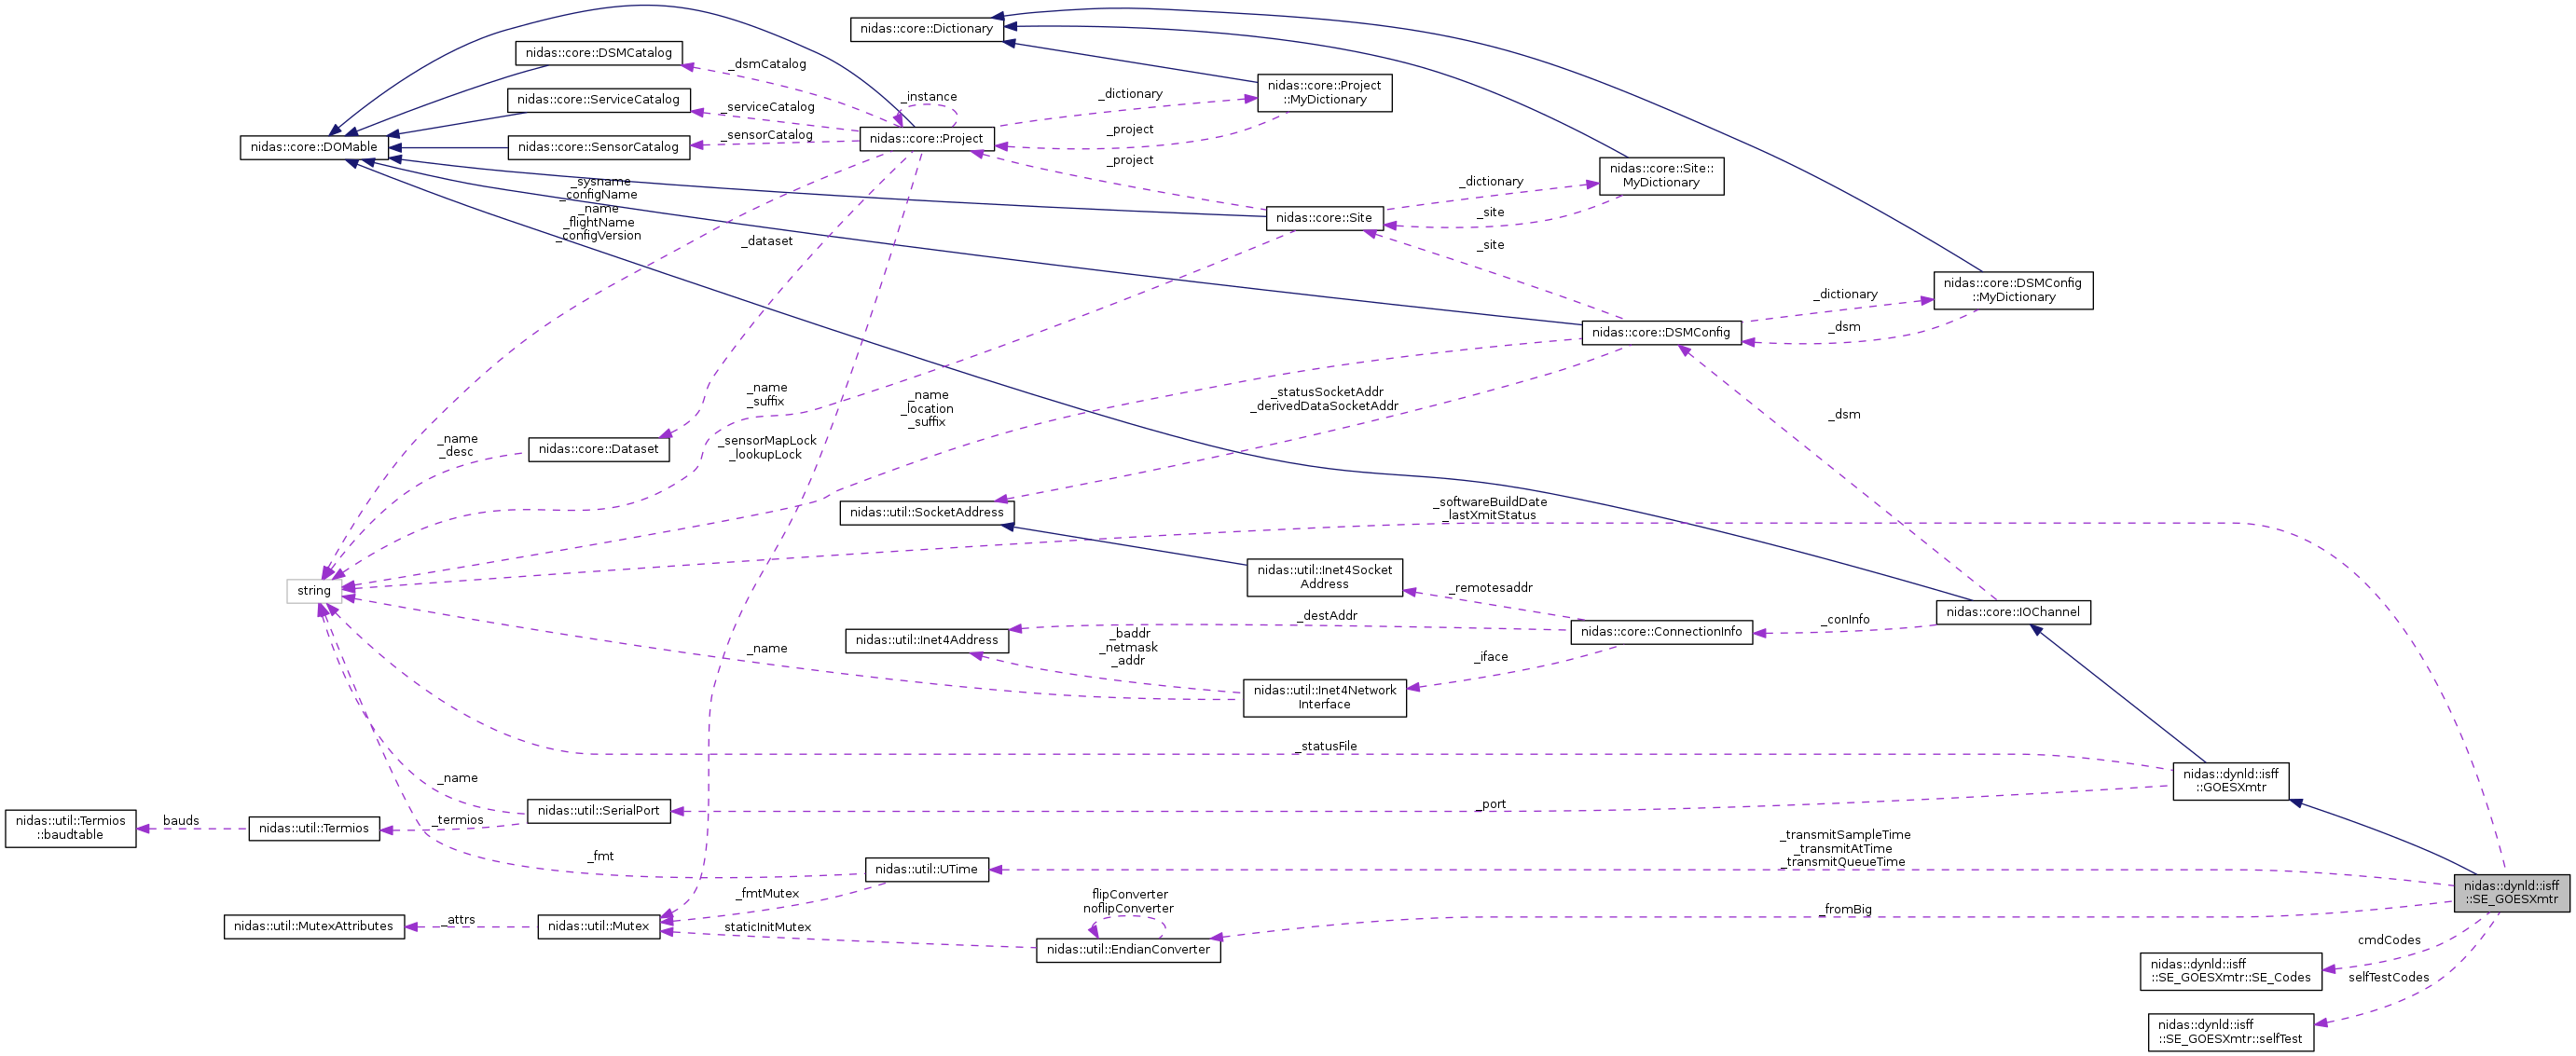 nidas::core::Dictionary
nidas::core::DSMCatalog
_dsmCatalog
nidas::core::Project
::MyDictionary
_instance
_dictionary
nidas::core::ServiceCatalog
_serviceCatalog
_sensorCatalog
_project
nidas::core::Project
nidas::core::DOMable
nidas::core::SensorCatalog
_project
nidas::core::Site::
MyDictionary
_dictionary
_sysname
_configName
_name
_flightName
_configVersion
_site
nidas::core::Site
_dataset
_site
nidas::core::DSMConfig
::MyDictionary
_dictionary
_dsm
nidas::core::DSMConfig
_name
_suffix
_name
_location
_suffix
_statusSocketAddr
_derivedDataSocketAddr
_dsm
_name
_desc
nidas::core::Dataset
_sensorMapLock
_lookupLock
nidas::util::SocketAddress
_softwareBuildDate
_lastXmitStatus
nidas::util::Inet4Socket
Address
string
_remotesaddr
nidas::core::IOChannel
_destAddr
_conInfo
nidas::core::ConnectionInfo
nidas::util::Inet4Address
_baddr
_netmask
_addr
_name
_iface
nidas::util::Inet4Network
Interface
_statusFile
nidas::dynld::isff
::GOESXmtr
_name
nidas::util::SerialPort
_port
nidas::util::Termios
::baudtable
bauds
nidas::util::Termios
_termios
_transmitSampleTime
_transmitAtTime
_transmitQueueTime
_fmt
nidas::util::UTime
_fmtMutex
nidas::dynld::isff
::SE_GOESXmtr
flipConverter
noflipConverter
_fromBig
nidas::util::MutexAttributes
_attrs
nidas::util::Mutex
staticInitMutex
nidas::util::EndianConverter
cmdCodes
nidas::dynld::isff
::SE_GOESXmtr::SE_Codes
selfTestCodes
nidas::dynld::isff
::SE_GOESXmtr::selfTest